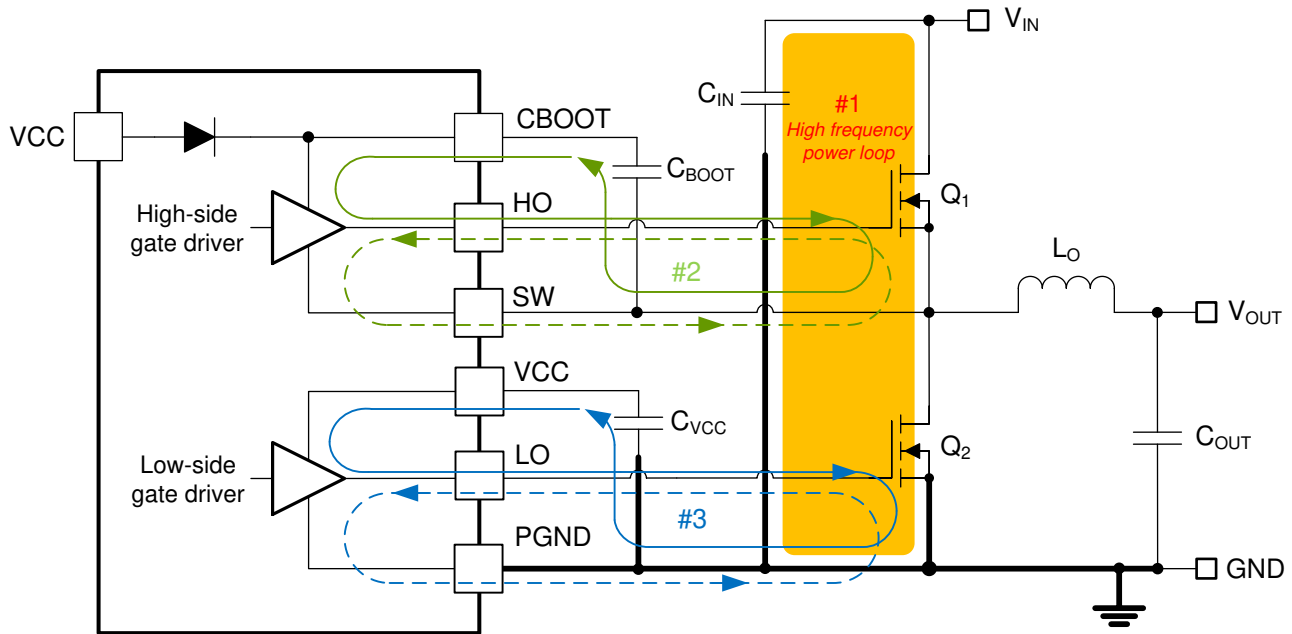 V_IN
C_IN
#1
High frequency
power loop
VCC
CBOOT
C_BOOT
HO
Q_1
High-side
gate driver
#2
L_O
SW
V_OUT
VCC
C_VCC
Q_2
C_OUT
LO
Low-side
gate driver
#3
PGND
GND